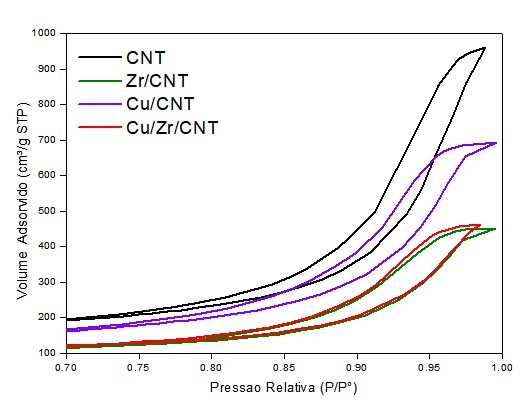 1000
900
800
700
600
500
400
300
200
100
Volume Adsorvido (cm³/g STP)
CNT
Zr/CNT
Cu/CNT
Cu/Zr/CNT
0.70 0.75 0.80 0.85 0.90 0.95 1.00
Pressao Relativa (P/P°)